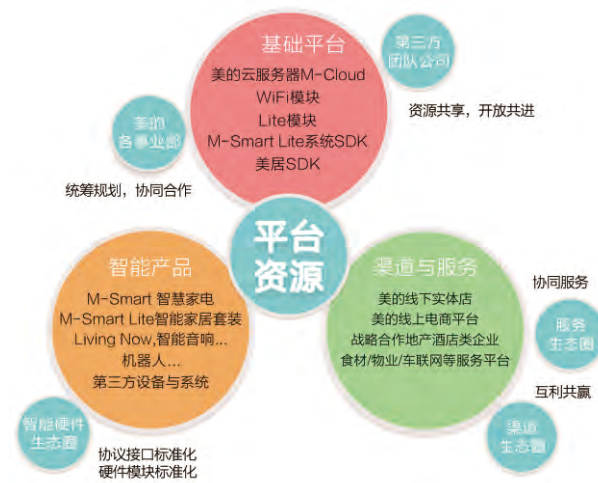 基础平台
美的云服务器M-Cloud
WiFi模块
Lite模块
M-Smart Lite系统SDK
美居SDK
第三方
团队公司
资源共享，开放共进
美的
各事业部
统筹规划，协同合作
平台
资源
智能产品
M-Smart 智慧家电
M-Smart Lite智能家居套装
Living Now,智能音响...
机器人...
第三方设备与系统
智能硬件
生态圈
协议接口标准化
硬件模块标准化
渠道与服务
美的线下实体店
美的线上电商平台
战略合作地产酒店类企业
食材/物业/车联网等服务平台
协同服务
服务
生态圈
互利共赢
渠道
生态圈